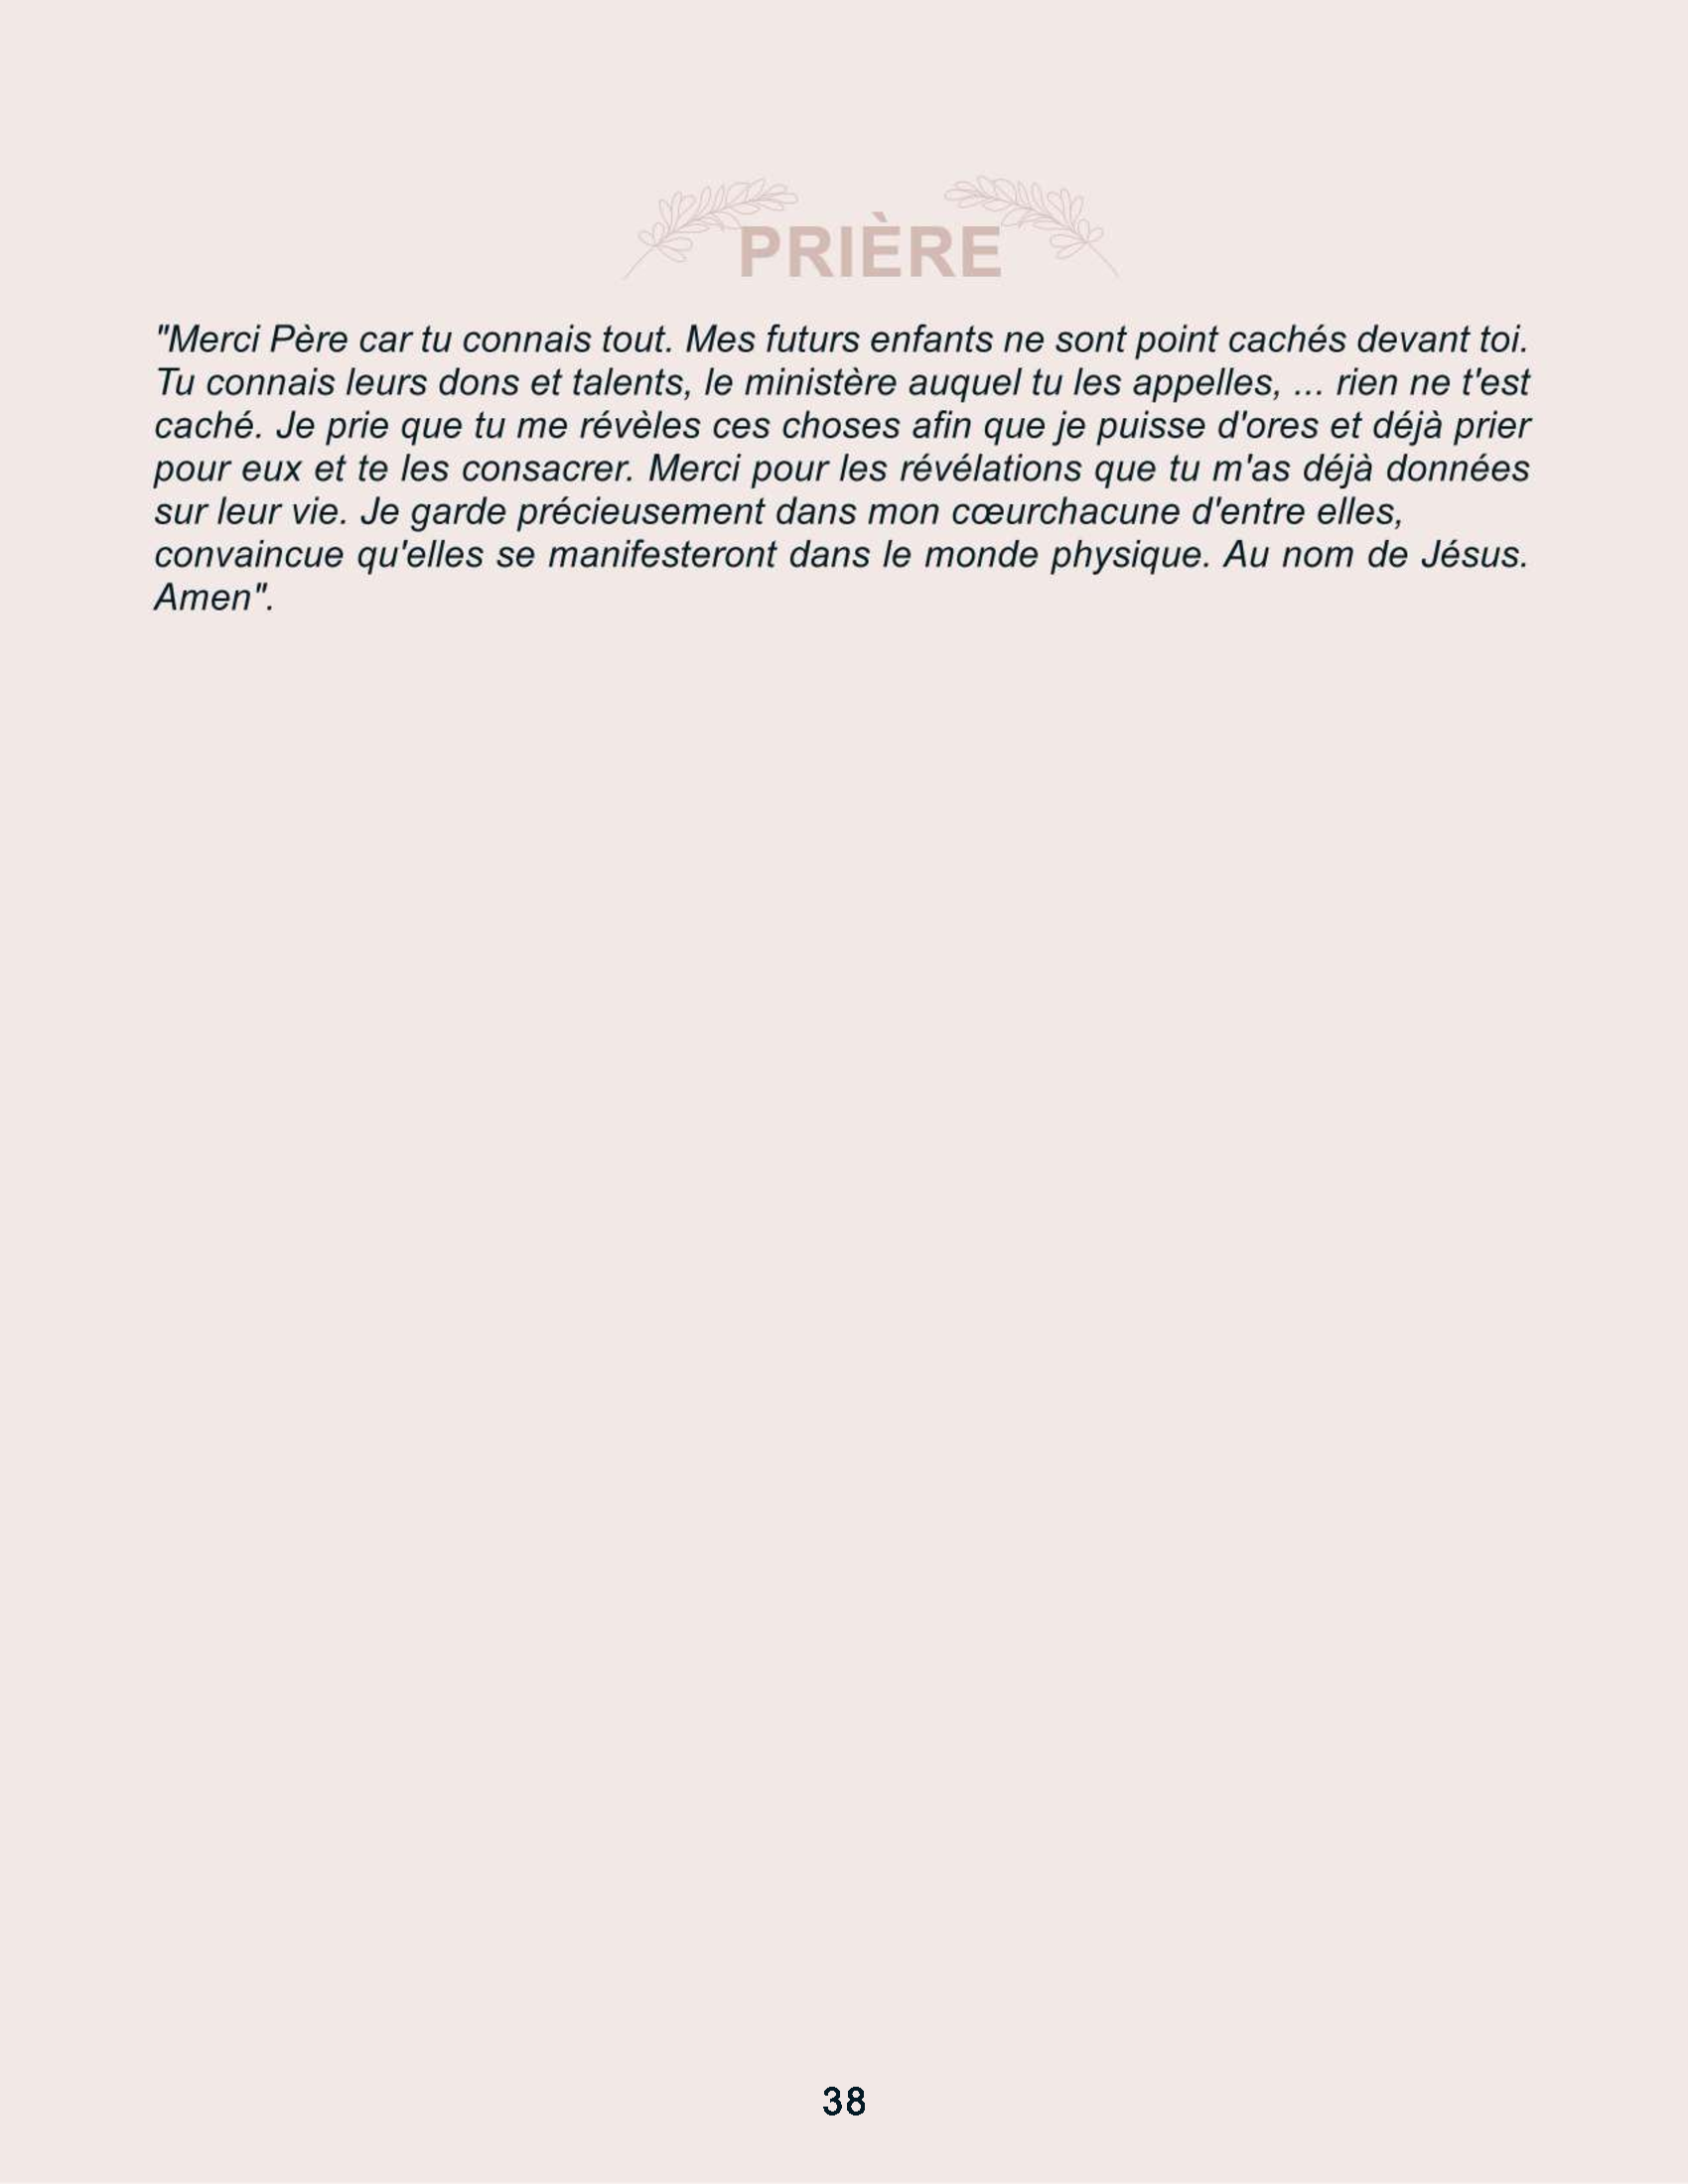 PRIÈRE
"Merci Père car tu connais tout. Mes futurs enfants ne sont point cachés devant toi.
Tu connais leurs dons et talents, le ministère auquel tu les appelles, ... rien ne t'est
caché. Je prie que tu me révèles ces choses afin que je puisse d'ores et déjà prier
pour eux et te les consacrer. Merci pour les révélations que tu m'as déjà données
sur leur vie. Je garde précieusement dans mon cœurchacune d'entre elles,
convaincue qu'elles se manifesteront dans le monde physique. Au nom de Jésus.
Amen".
38